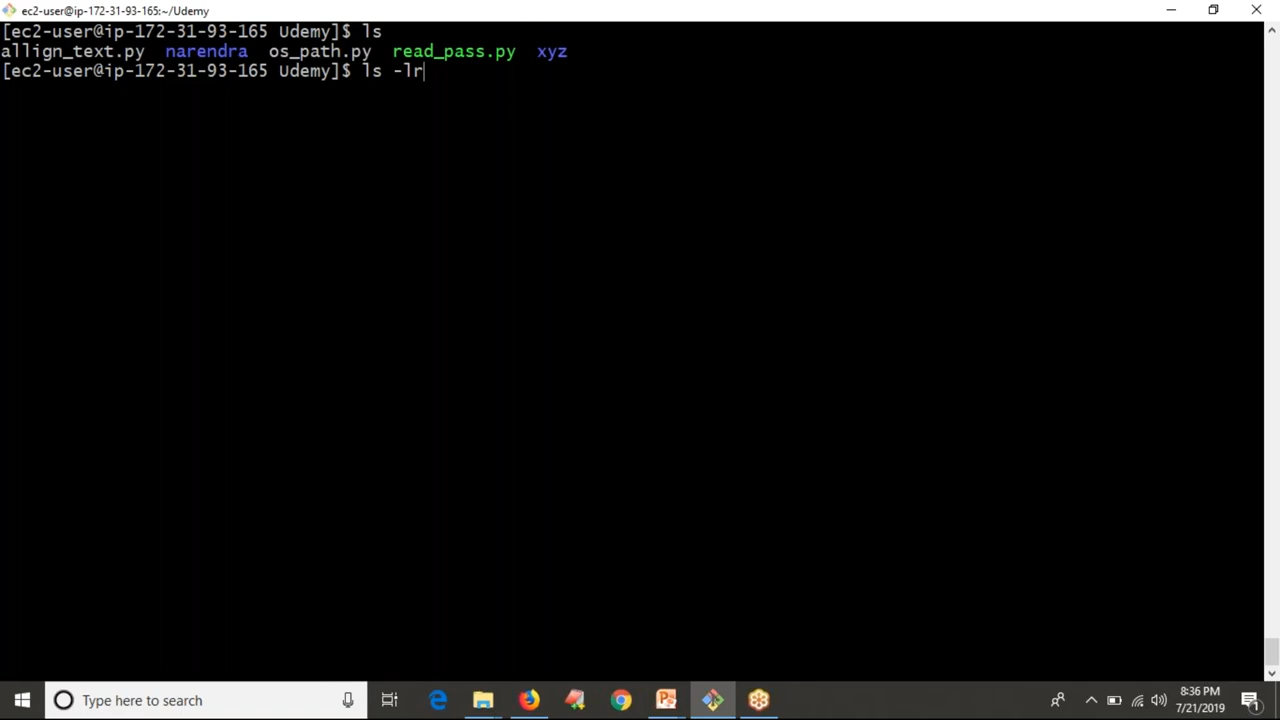 ec2-user@ip-172-31-93-165:~/Udemy
[ec2-user@ip-172-31-93-165 Udemy]$ ls
allign_text.py  narendra  os_path.py  read_pass.py  xyz
[ec2-user@ip-172-31-93-165 Udemy]$ ls -lr
Type here to search
8:36 PM
7/21/2019
1